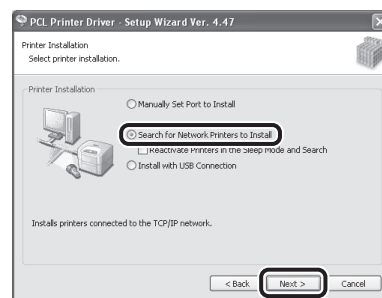 PCL Printer Driver - Setup Wizard Ver. 4.47
Printer Installation
Select printer installation.
Printer Installation
Manually Set Port to Install
Search for Network Printers to Install
Reactivate Printers in the Sleep Mode and Search
Install with USB Connection
Installs printers connected to the TCP/IP network.
< Back
Next >
Cancel